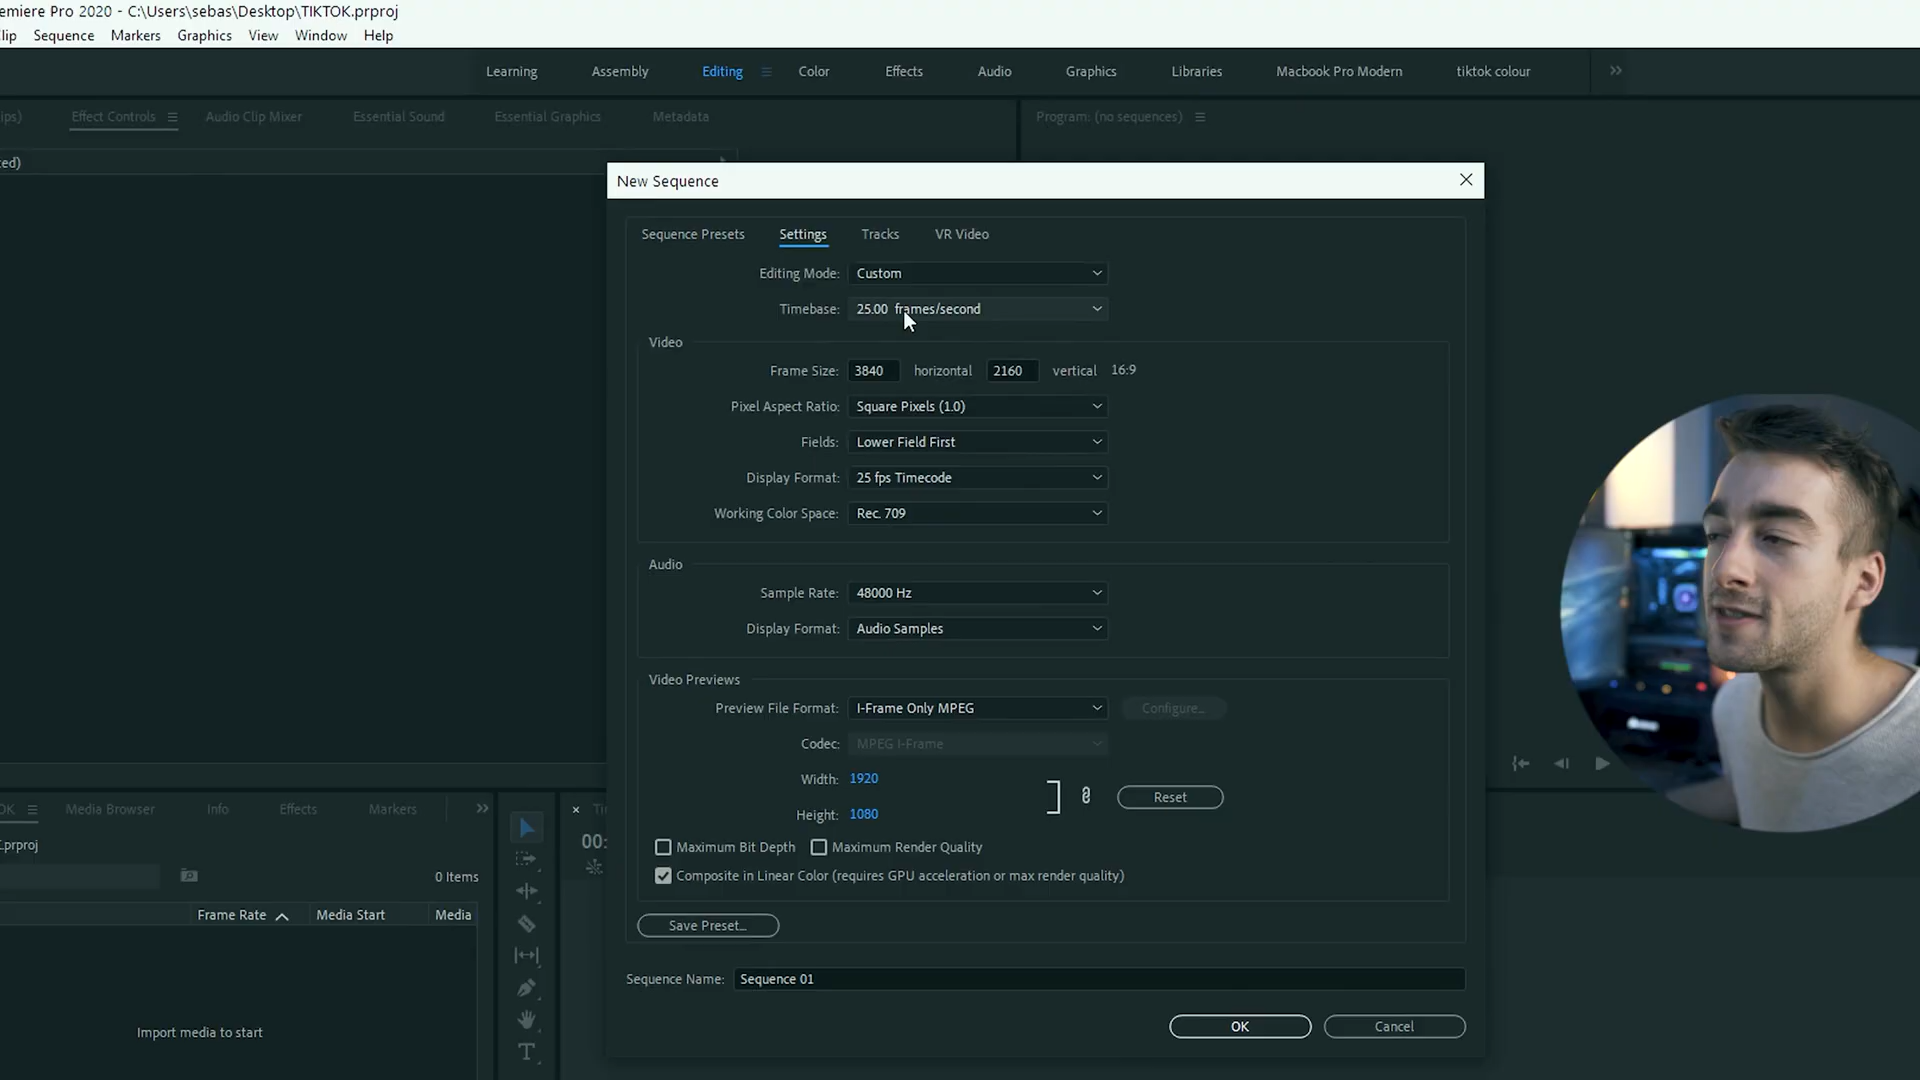 emiere Pro 2020 - C:\Users\sebas\Desktop\TIKTOK.prproj
lip Sequence Markers Graphics View Window Help
Learning Assembly Editing Color Effects Audio Graphics Libraries Macbook Pro Modern tiktok colour
ips) Effect Controls Audio Clip Mixer Essential Sound Essential Graphics Metadata
Program: (no sequences)
ted)
New Sequence
Sequence Presets Settings Tracks VR Video
Editing Mode: Custom
Timebase: 25.00 frames/second
Video
Frame Size: 3840 horizontal 2160 vertical 16:9
Pixel Aspect Ratio: Square Pixels (1.0)
Fields: Lower Field First
Display Format: 25 fps Timecode
Working Color Space: Rec. 709
Audio
Sample Rate: 48000 Hz
Display Format: Audio Samples
Video Previews
Preview File Format: I-Frame Only MPEG Configure...
Codec: MPEG I-Frame
Width: 1920
Height: 1080
Reset
Maximum Bit Depth Maximum Render Quality
Composite in Linear Color (requires GPU acceleration or max render quality)
Save Preset...
Sequence Name: Sequence 01
OK Cancel
OK Media Browser Info Effects Markers
.prproj
0 Items
Frame Rate Media Start Media
Import media to start
Ti
00: